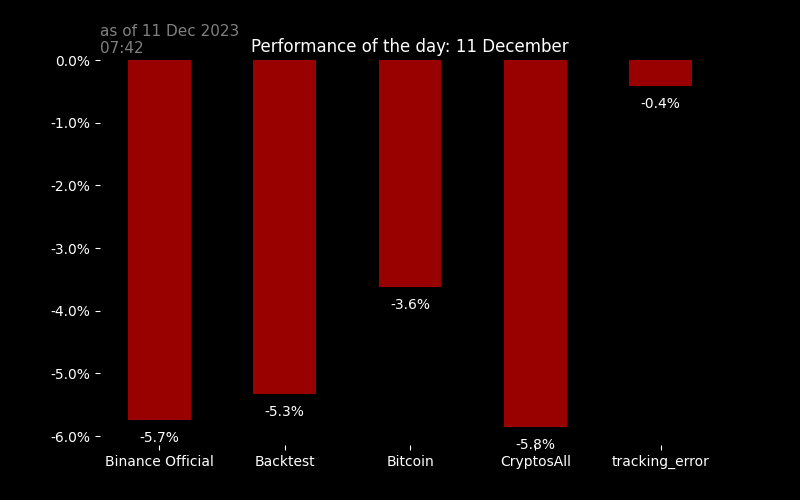 as of 11 Dec 2023
07:42
Performance of the day: 11 December
0.0%
-1.0%
-2.0%
-3.0%
-4.0%
-5.0%
-6.0%
-5.7%
-5.3%
-3.6%
-5.8%
-0.4%
Binance Official
Backtest
Bitcoin
CryptosAll
tracking_error